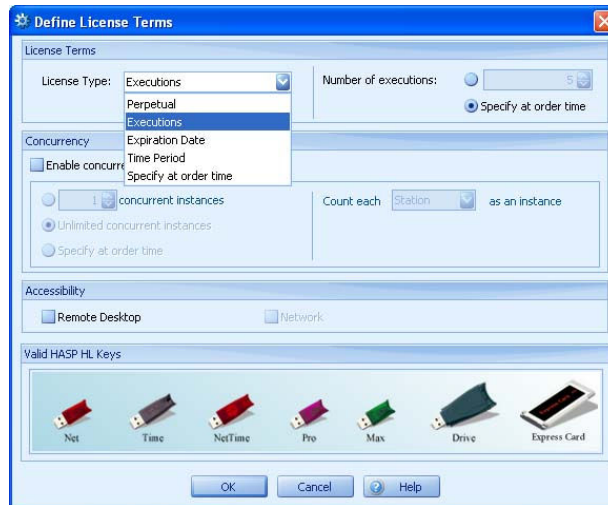 Define License Terms
License Terms
License Type: Executions
Number of executions: 5
Specify at order time
Perpetual
Executions
Expiration Date
Time Period
Specify at order time
Concurrency
Enable concurre
1 concurrent instances
Count each Station as an instance
Unlimited concurrent instances
Specify at order time
Accessibility
Remote Desktop
Network
Valid HASP HL Keys
Net
Time
NetTime
Pro
Max
Drive
Express Card
OK
Cancel
Help